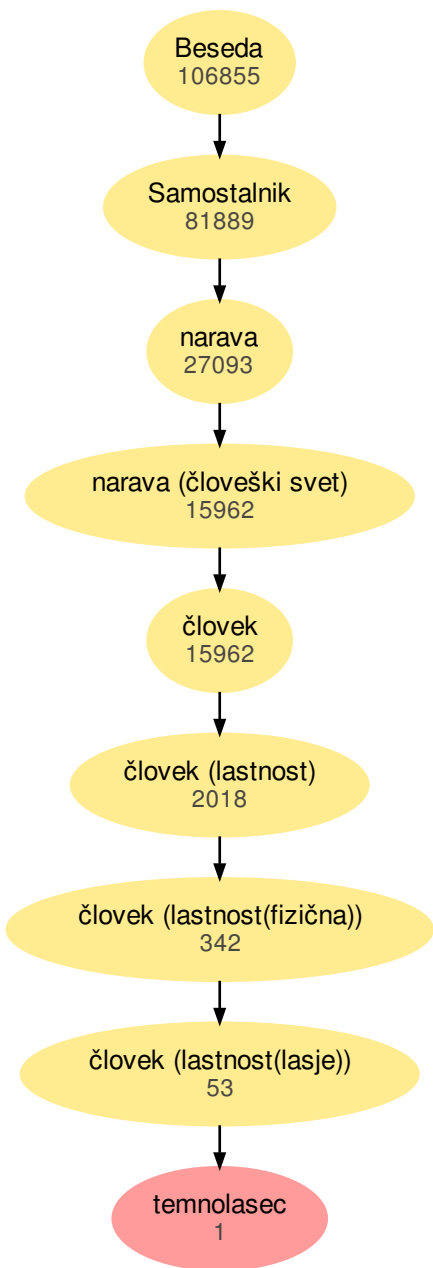 Beseda
106855
Samostalnik
81889
narava
27093
narava (človeški svet)
15962
človek
15962
človek (lastnost)
2018
človek (lastnost(fizična))
342
človek (lastnost(lasje))
53
temnolasec
1